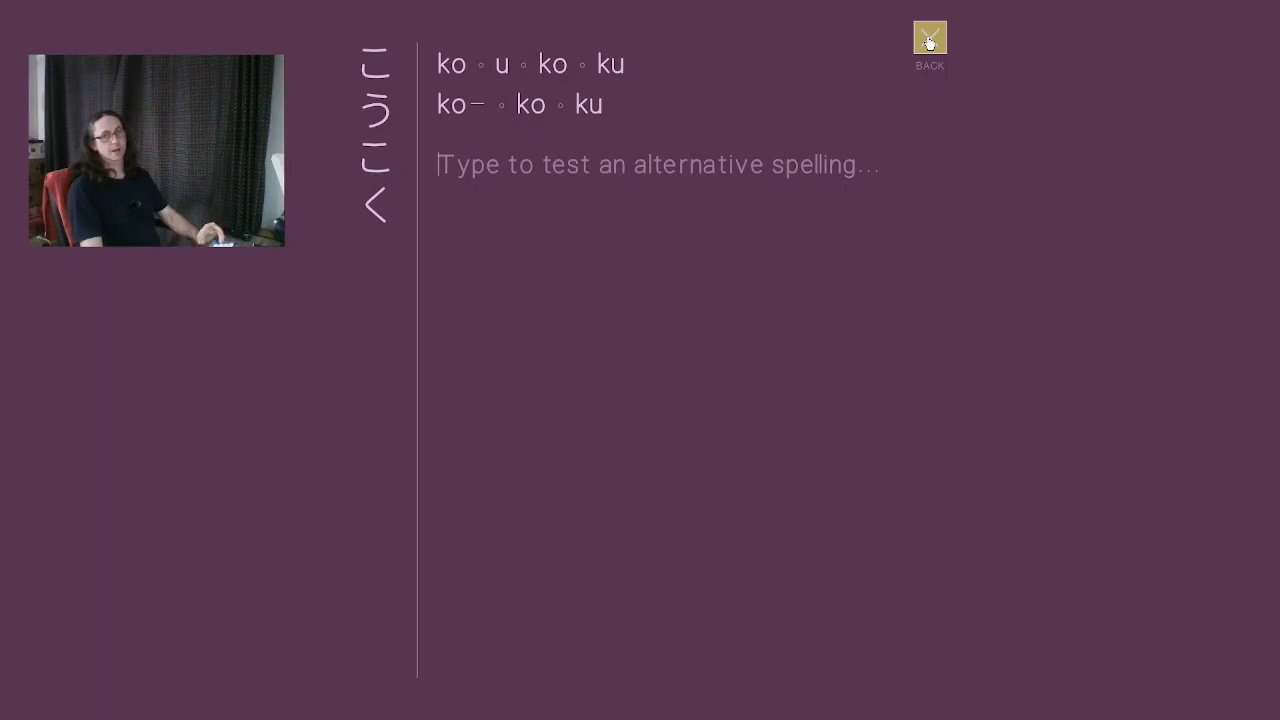 こうこく
ko◦u◦ko◦ku
ko–◦ko◦ku
Type to test an alternative spelling...
BACK